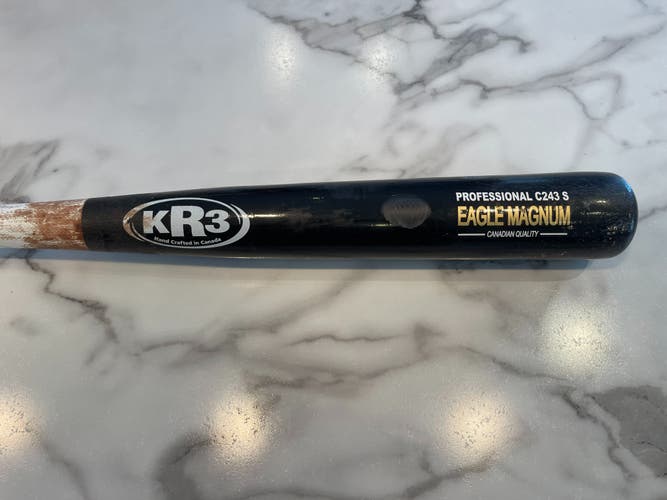 KR3
Hand Crafted in Canada
PROFESSIONAL C243 S
EAGLE MAGNUM
CANADIAN QUALITY